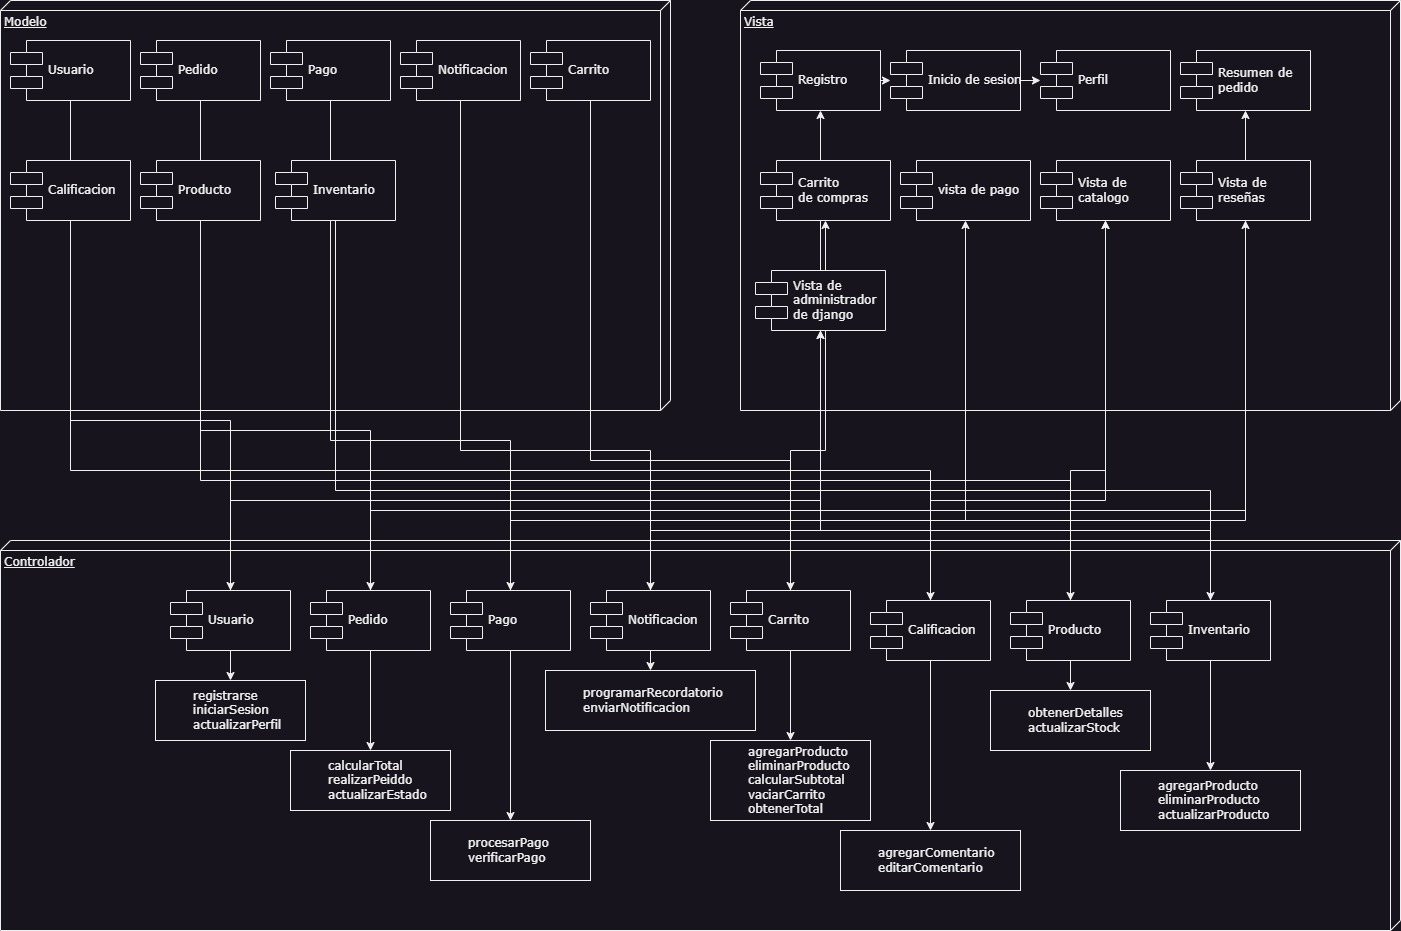 Modelo
Usuario
Pedido
Pago
Notificacion
Carrito
Calificacion
Producto
Inventario
Vista
Registro
Inicio de sesion
Perfil
Resumen de
pedido
Carrito
de compras
vista de pago
Vista de
catalogo
Vista de
reseñas
Vista de
administrador
de django
Controlador
Usuario
Pedido
Pago
Notificacion
Carrito
Calificacion
Producto
Inventario
registrarse
iniciarSesion
actualizarPerfil
calcularTotal
realizarPeiddo
actualizarEstado
procesarPago
verificarPago
programarRecordatorio
enviarNotificacion
agregarProducto
eliminarProducto
calcularSubtotal
vaciarCarrito
obtenerTotal
agregarComentario
editarComentario
obtenerDetalles
actualizarStock
agregarProducto
eliminarProducto
actualizarProducto